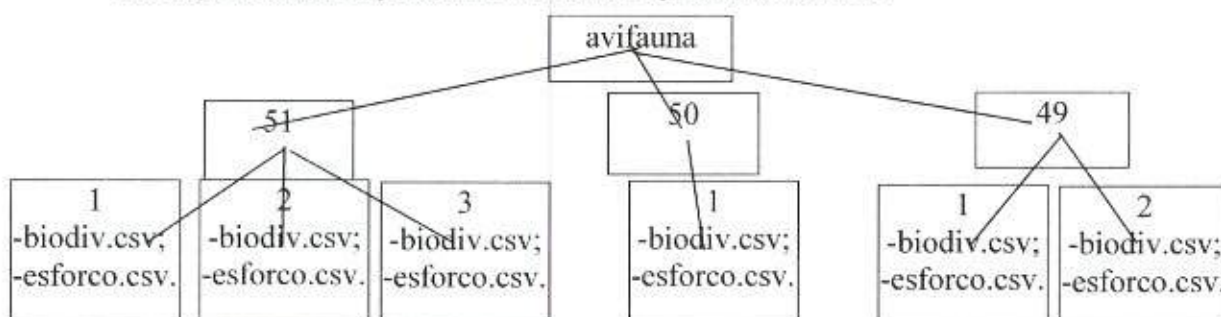 avifauna
51
50
49
1
-biodiv.csv;
-esforco.csv.
2
-biodiv.csv;
-esforco.csv.
3
-biodiv.csv;
-esforco.csv.
1
-biodiv.csv;
-esforco.csv.
1
-biodiv.csv;
-esforco.csv.
2
-biodiv.csv;
-esforco.csv.